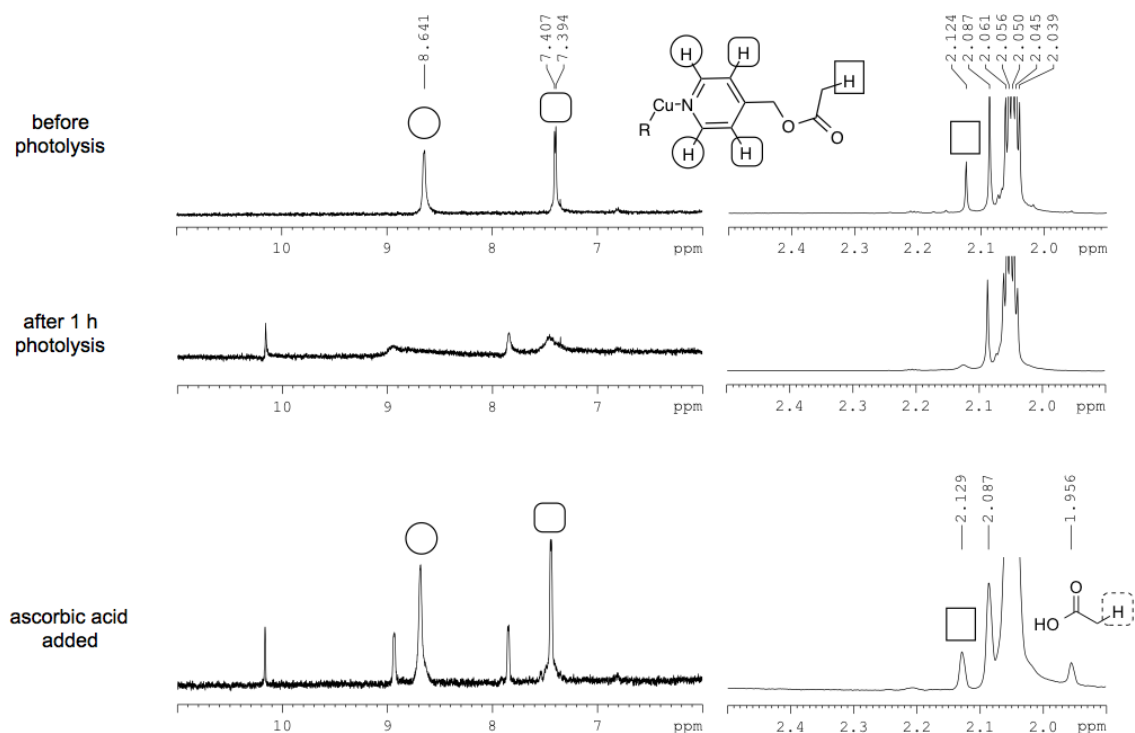 before
photolysis
8.641
7.407
7.394
H
H
H
H
H
Cu
N
R
O
O
2.124
2.087
2.061
2.056
2.050
2.045
2.039
10 9 8 7 ppm
2.4 2.3 2.2 2.1 2.0 ppm
after 1 h
photolysis
10 9 8 7 ppm
2.4 2.3 2.2 2.1 2.0 ppm
ascorbic acid
added
2.129
2.087
1.956
O
HO
H
10 9 8 7 ppm
2.4 2.3 2.2 2.1 2.0 ppm